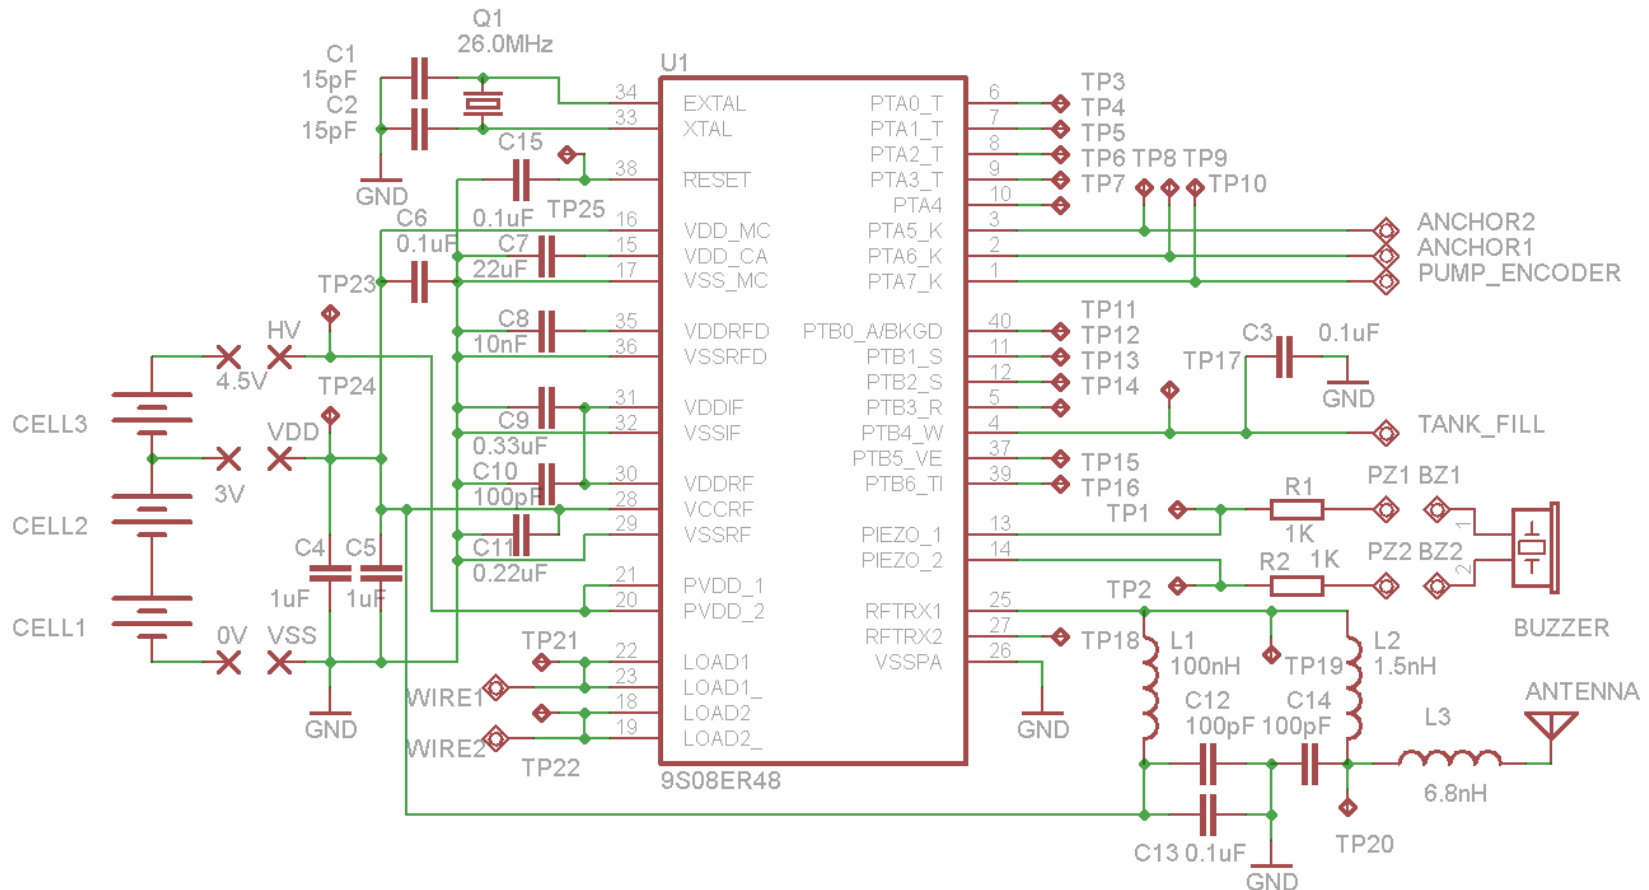 Q1
26.0MHz
C1
15pF
C2
15pF
GND
C15
0.1uF
TP25
C6
0.1uF
C7
22uF
TP23
HV
C8
10nF
4.5V
TP24
CELL3
VDD
3V
C9
0.33uF
C10
100pF
CELL2
C4
1uF
C5
1uF
C11
0.22uF
CELL1
0V
VSS
GND
TP21
WIRE1
WIRE2
TP22
U1
34 EXTAL
33 XTAL
38 RESET
16 VDD_MC
15 VDD_CA
17 VSS_MC
35 VDDRFD
36 VSSRFD
31 VDDIF
32 VSSIF
30 VDDRF
28 VCCRF
29 VSSRF
21 PVDD_1
20 PVDD_2
22 LOAD1
23 LOAD1_
18 LOAD2
19 LOAD2_
9S08ER48
PTA0_T 6
PTA1_T 7
PTA2_T 8
PTA3_T 9
PTA4 10
PTA5_K 3
PTA6_K 2
PTA7_K 1
PTB0_A/BKGD 40
PTB1_S 11
PTB2_S 12
PTB3_R 5
PTB4_W 4
PTB5_VE 37
PTB6_TI 39
PIEZO_1 13
PIEZO_2 14
RFTRX1 25
RFTRX2 27
VSSPA 26
GND
TP3
TP4
TP5
TP6 TP8 TP9
TP7 TP10
ANCHOR2
ANCHOR1
PUMP_ENCODER
TP11
TP12
TP13
TP14
TP17
C3
0.1uF
GND
TANK_FILL
TP15
TP16
TP1
R1
1K
PZ1 BZ1
1
R2 1K
PZ2 BZ2
2
TP2
BUZZER
TP18
L1
100nH
TP19
L2
1.5nH
C12
100pF
C14
100pF
L3
6.8nH
ANTENNA
C13 0.1uF
TP20
GND